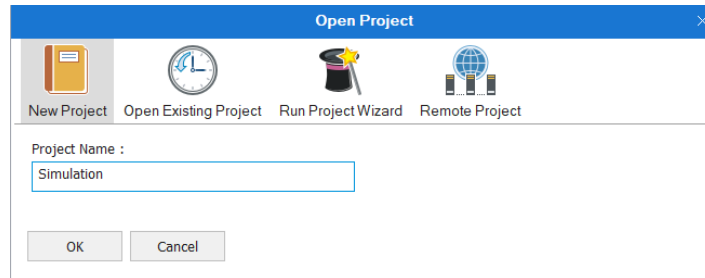 Open Project
New Project Open Existing Project Run Project Wizard Remote Project
Project Name :
Simulation
OK Cancel